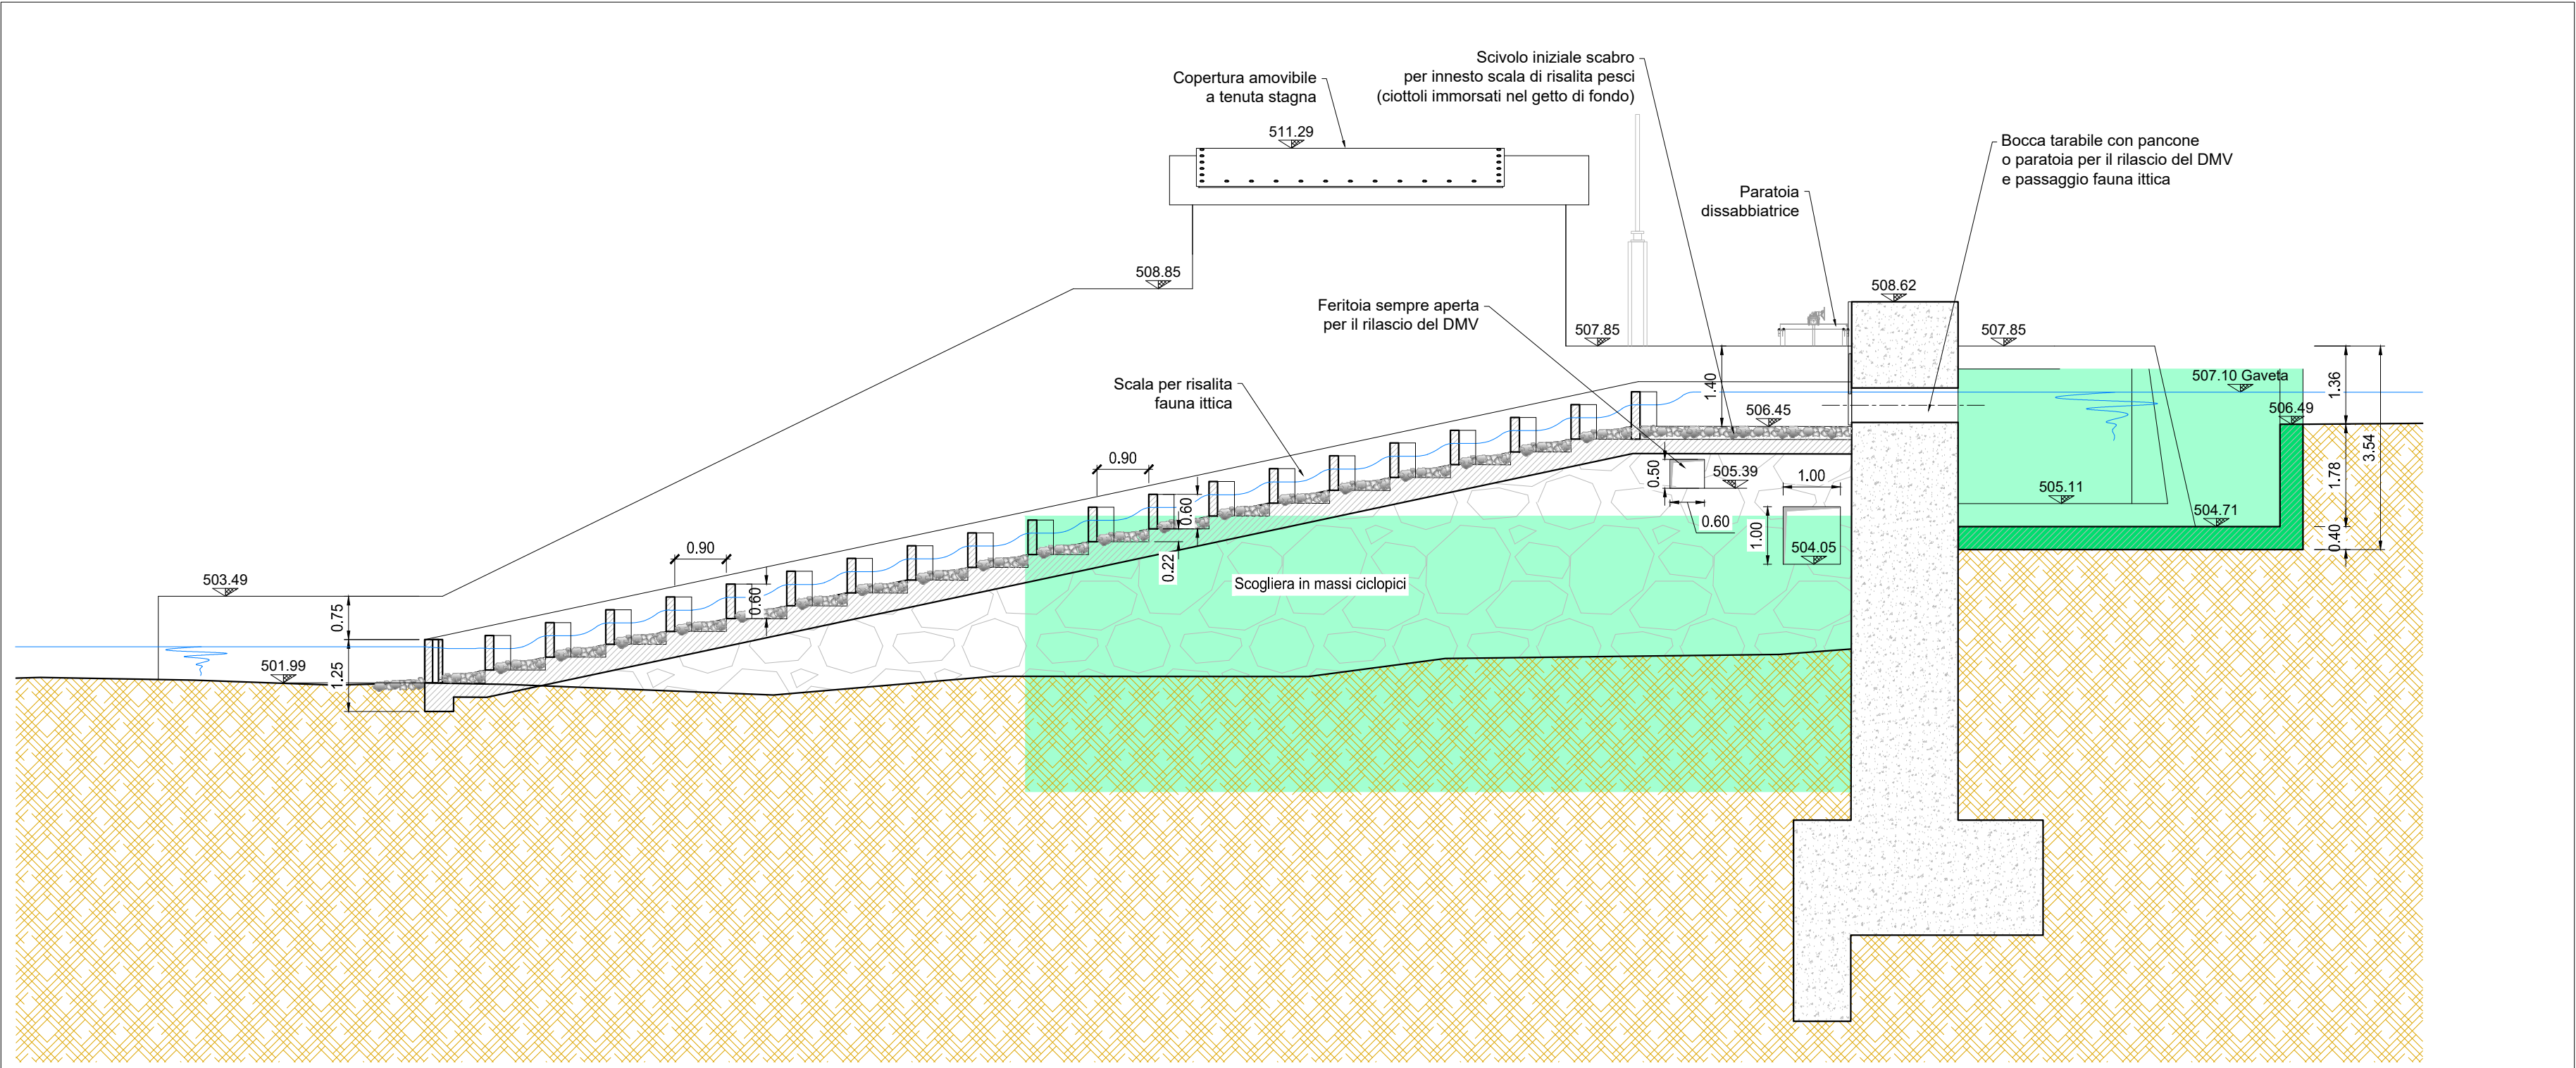 Scivolo iniziale scabro
per innesto scala di risalita pesci
(ciottoli immorsati nel getto di fondo)
Copertura amovibile
a tenuta stagna
511.29
Bocca tarabile con pancone
o paratoia per il rilascio del DMV
e passaggio fauna ittica
Paratoia
dissabbiatrice
508.85
508.62
Feritoia sempre aperta
per il rilascio del DMV
507.85
507.85
Scala per risalita
fauna ittica
1.40
507.10 Gaveta
1.36
506.45
506.49
3.54
0.90
0.50
505.39
1.00
1.78
0.60
505.11
0.60
504.71
1.00
0.40
0.90
504.05
0.22
Scogliera in massi ciclopici
503.49
0.60
0.75
501.99
1.25